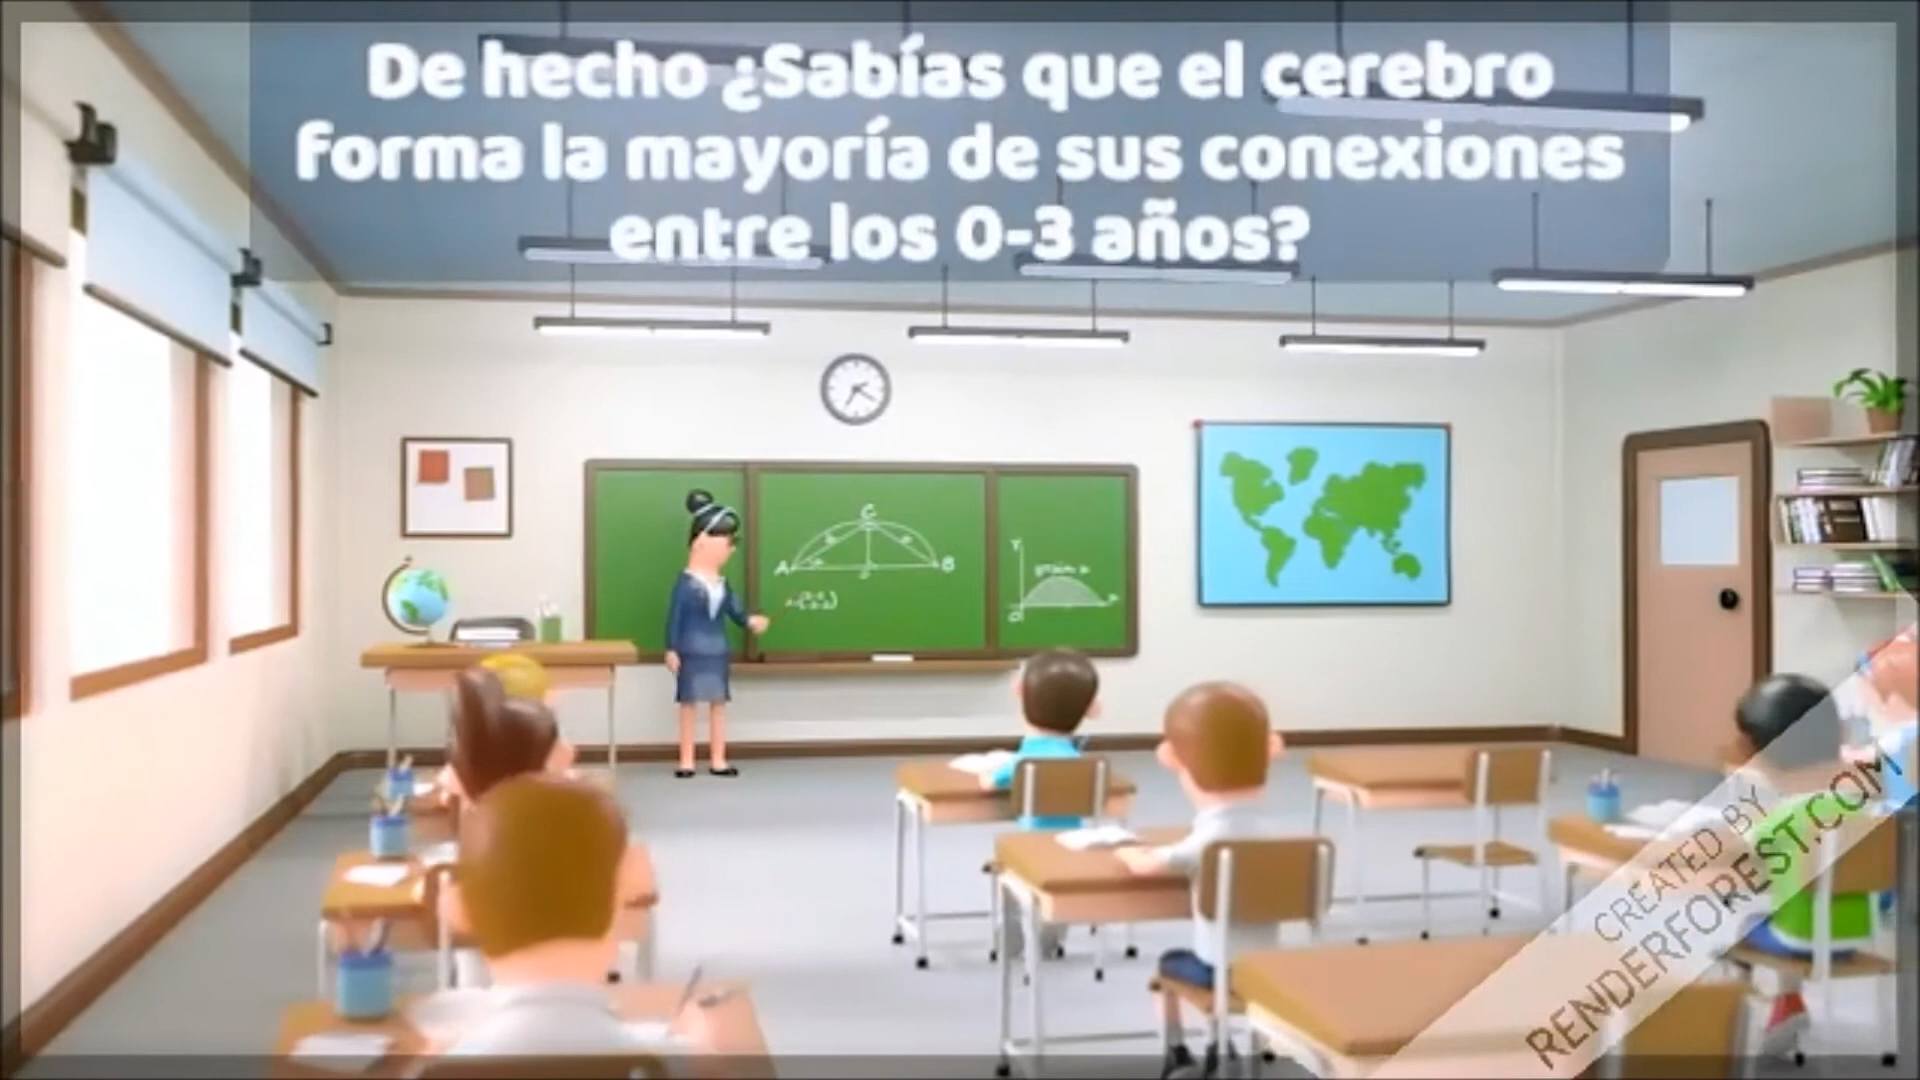 De hecho ¿Sabías que el cerebro
forma la mayoría de sus conexiones
entre los 0-3 años?
C
A
B
Y
O
CREATED BY
RENDERFOREST.COM